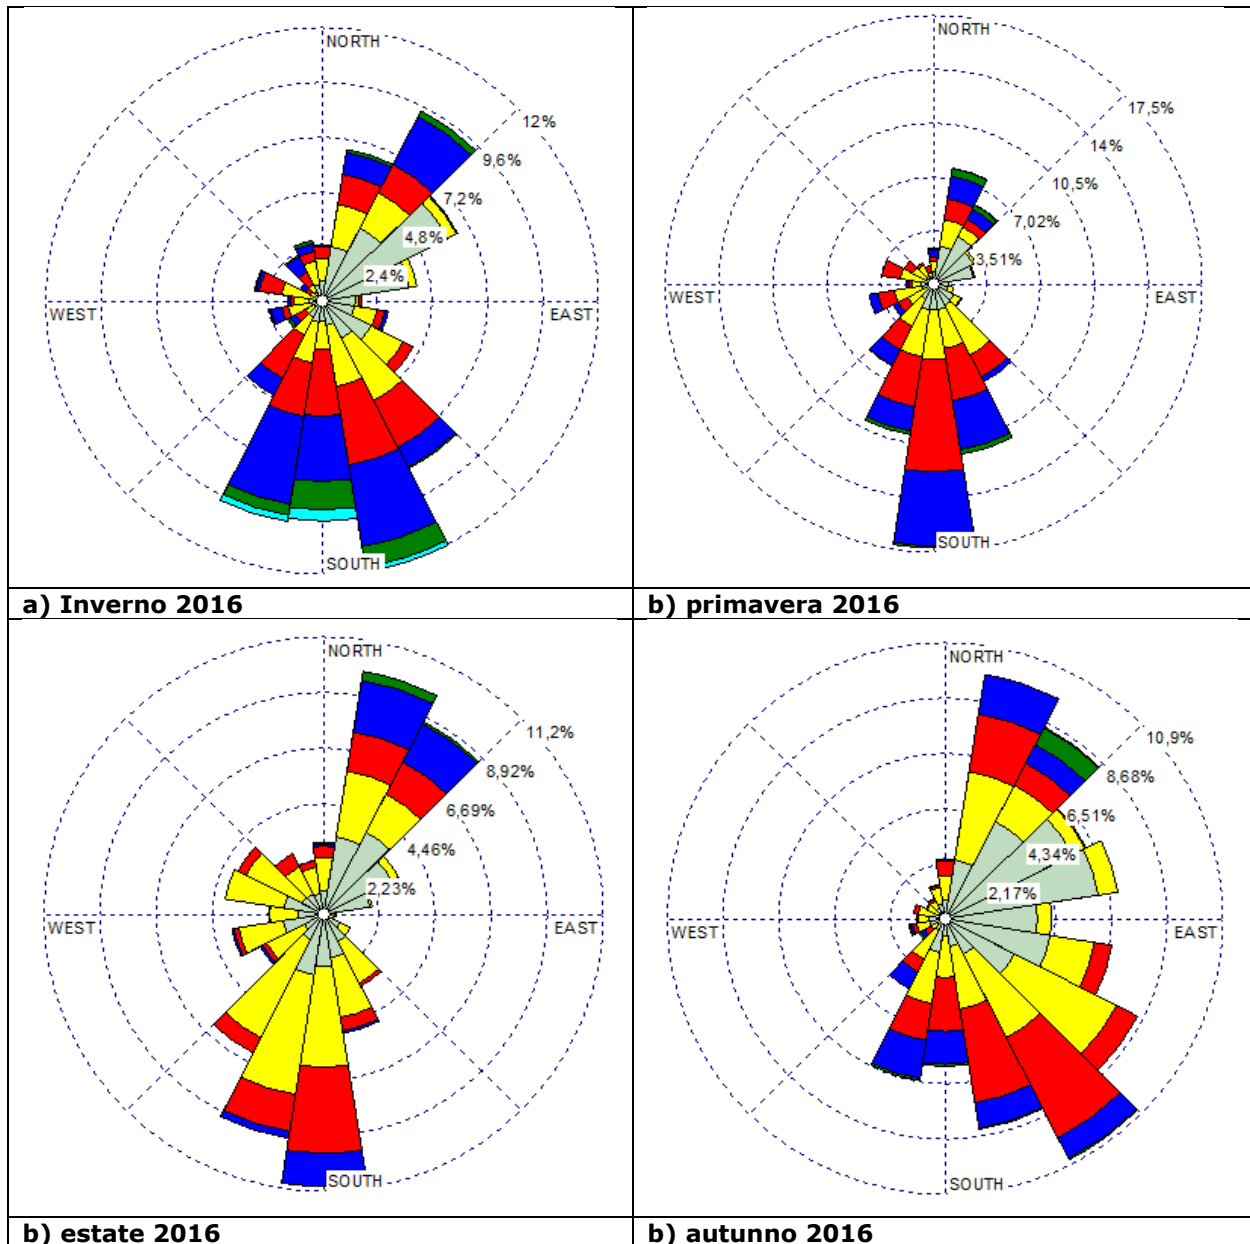 NORTH
12%
9,6%
7,2%
4,8%
2,4%
WEST
EAST
SOUTH
a) Inverno 2016
NORTH
17,5%
14%
10,5%
7,02%
3,51%
WEST
EAST
SOUTH
b) primavera 2016
NORTH
11,2%
8,92%
6,69%
4,46%
2,23%
WEST
EAST
SOUTH
b) estate 2016
NORTH
10,9%
8,68%
6,51%
4,34%
2,17%
WEST
EAST
SOUTH
b) autunno 2016